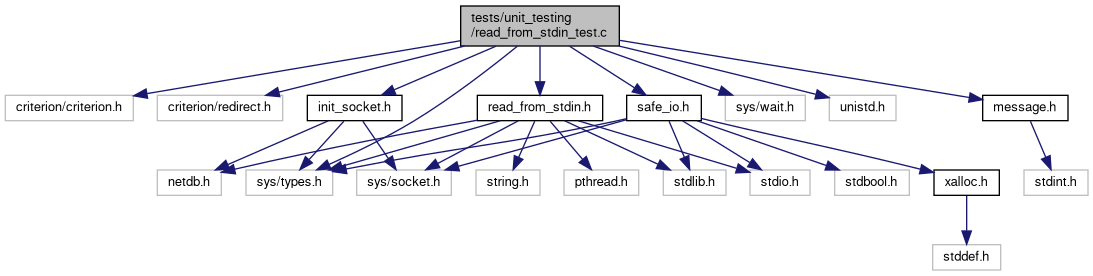 tests/unit_testing
/read_from_stdin_test.c
criterion/criterion.h
criterion/redirect.h
init_socket.h
read_from_stdin.h
safe_io.h
sys/wait.h
unistd.h
message.h
netdb.h
sys/types.h
sys/socket.h
string.h
pthread.h
stdlib.h
stdio.h
stdbool.h
xalloc.h
stdint.h
stddef.h